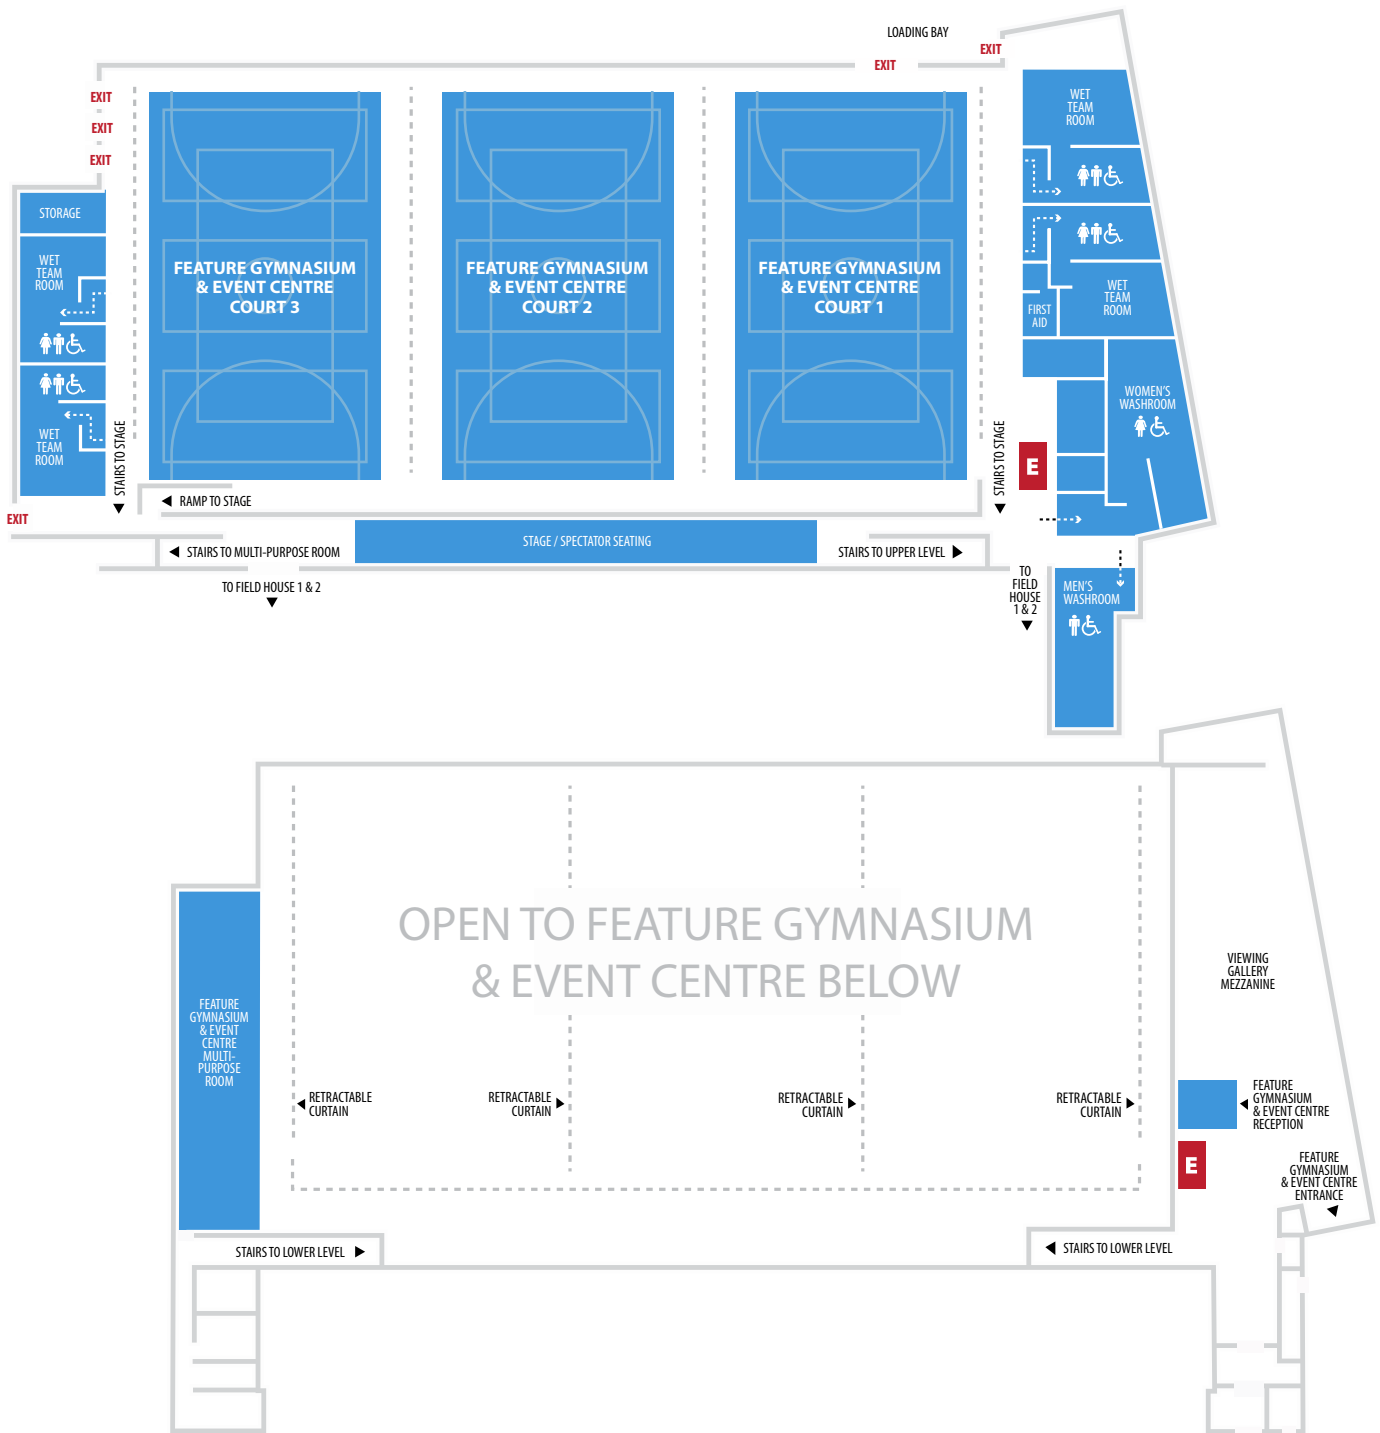 LOADING BAY
EXIT
EXIT
EXIT
EXIT
EXIT
STORAGE
WET
TEAM
ROOM
WET
TEAM
ROOM
EXIT
STAIRS TO STAGE
FEATURE GYMNASIUM
& EVENT CENTRE
COURT 3
FEATURE GYMNASIUM
& EVENT CENTRE
COURT 2
FEATURE GYMNASIUM
& EVENT CENTRE
COURT 1
WET
TEAM
ROOM
WET
TEAM
ROOM
FIRST
AID
WOMEN'S
WASHROOM
STAIRS TO STAGE
E
RAMP TO STAGE
STAIRS TO MULTI-PURPOSE ROOM
STAGE / SPECTATOR SEATING
STAIRS TO UPPER LEVEL
TO FIELD HOUSE 1 & 2
TO
FIELD
HOUSE
1 & 2
MEN'S
WASHROOM
OPEN TO FEATURE GYMNASIUM
& EVENT CENTRE BELOW
VIEWING
GALLERY
MEZZANINE
FEATURE
GYMNASIUM
& EVENT
CENTRE
MULTI-
PURPOSE
ROOM
RETRACTABLE
CURTAIN
RETRACTABLE
CURTAIN
RETRACTABLE
CURTAIN
RETRACTABLE
CURTAIN
FEATURE
GYMNASIUM
& EVENT CENTRE
RECEPTION
E
FEATURE
GYMNASIUM
& EVENT CENTRE
ENTRANCE
STAIRS TO LOWER LEVEL
STAIRS TO LOWER LEVEL